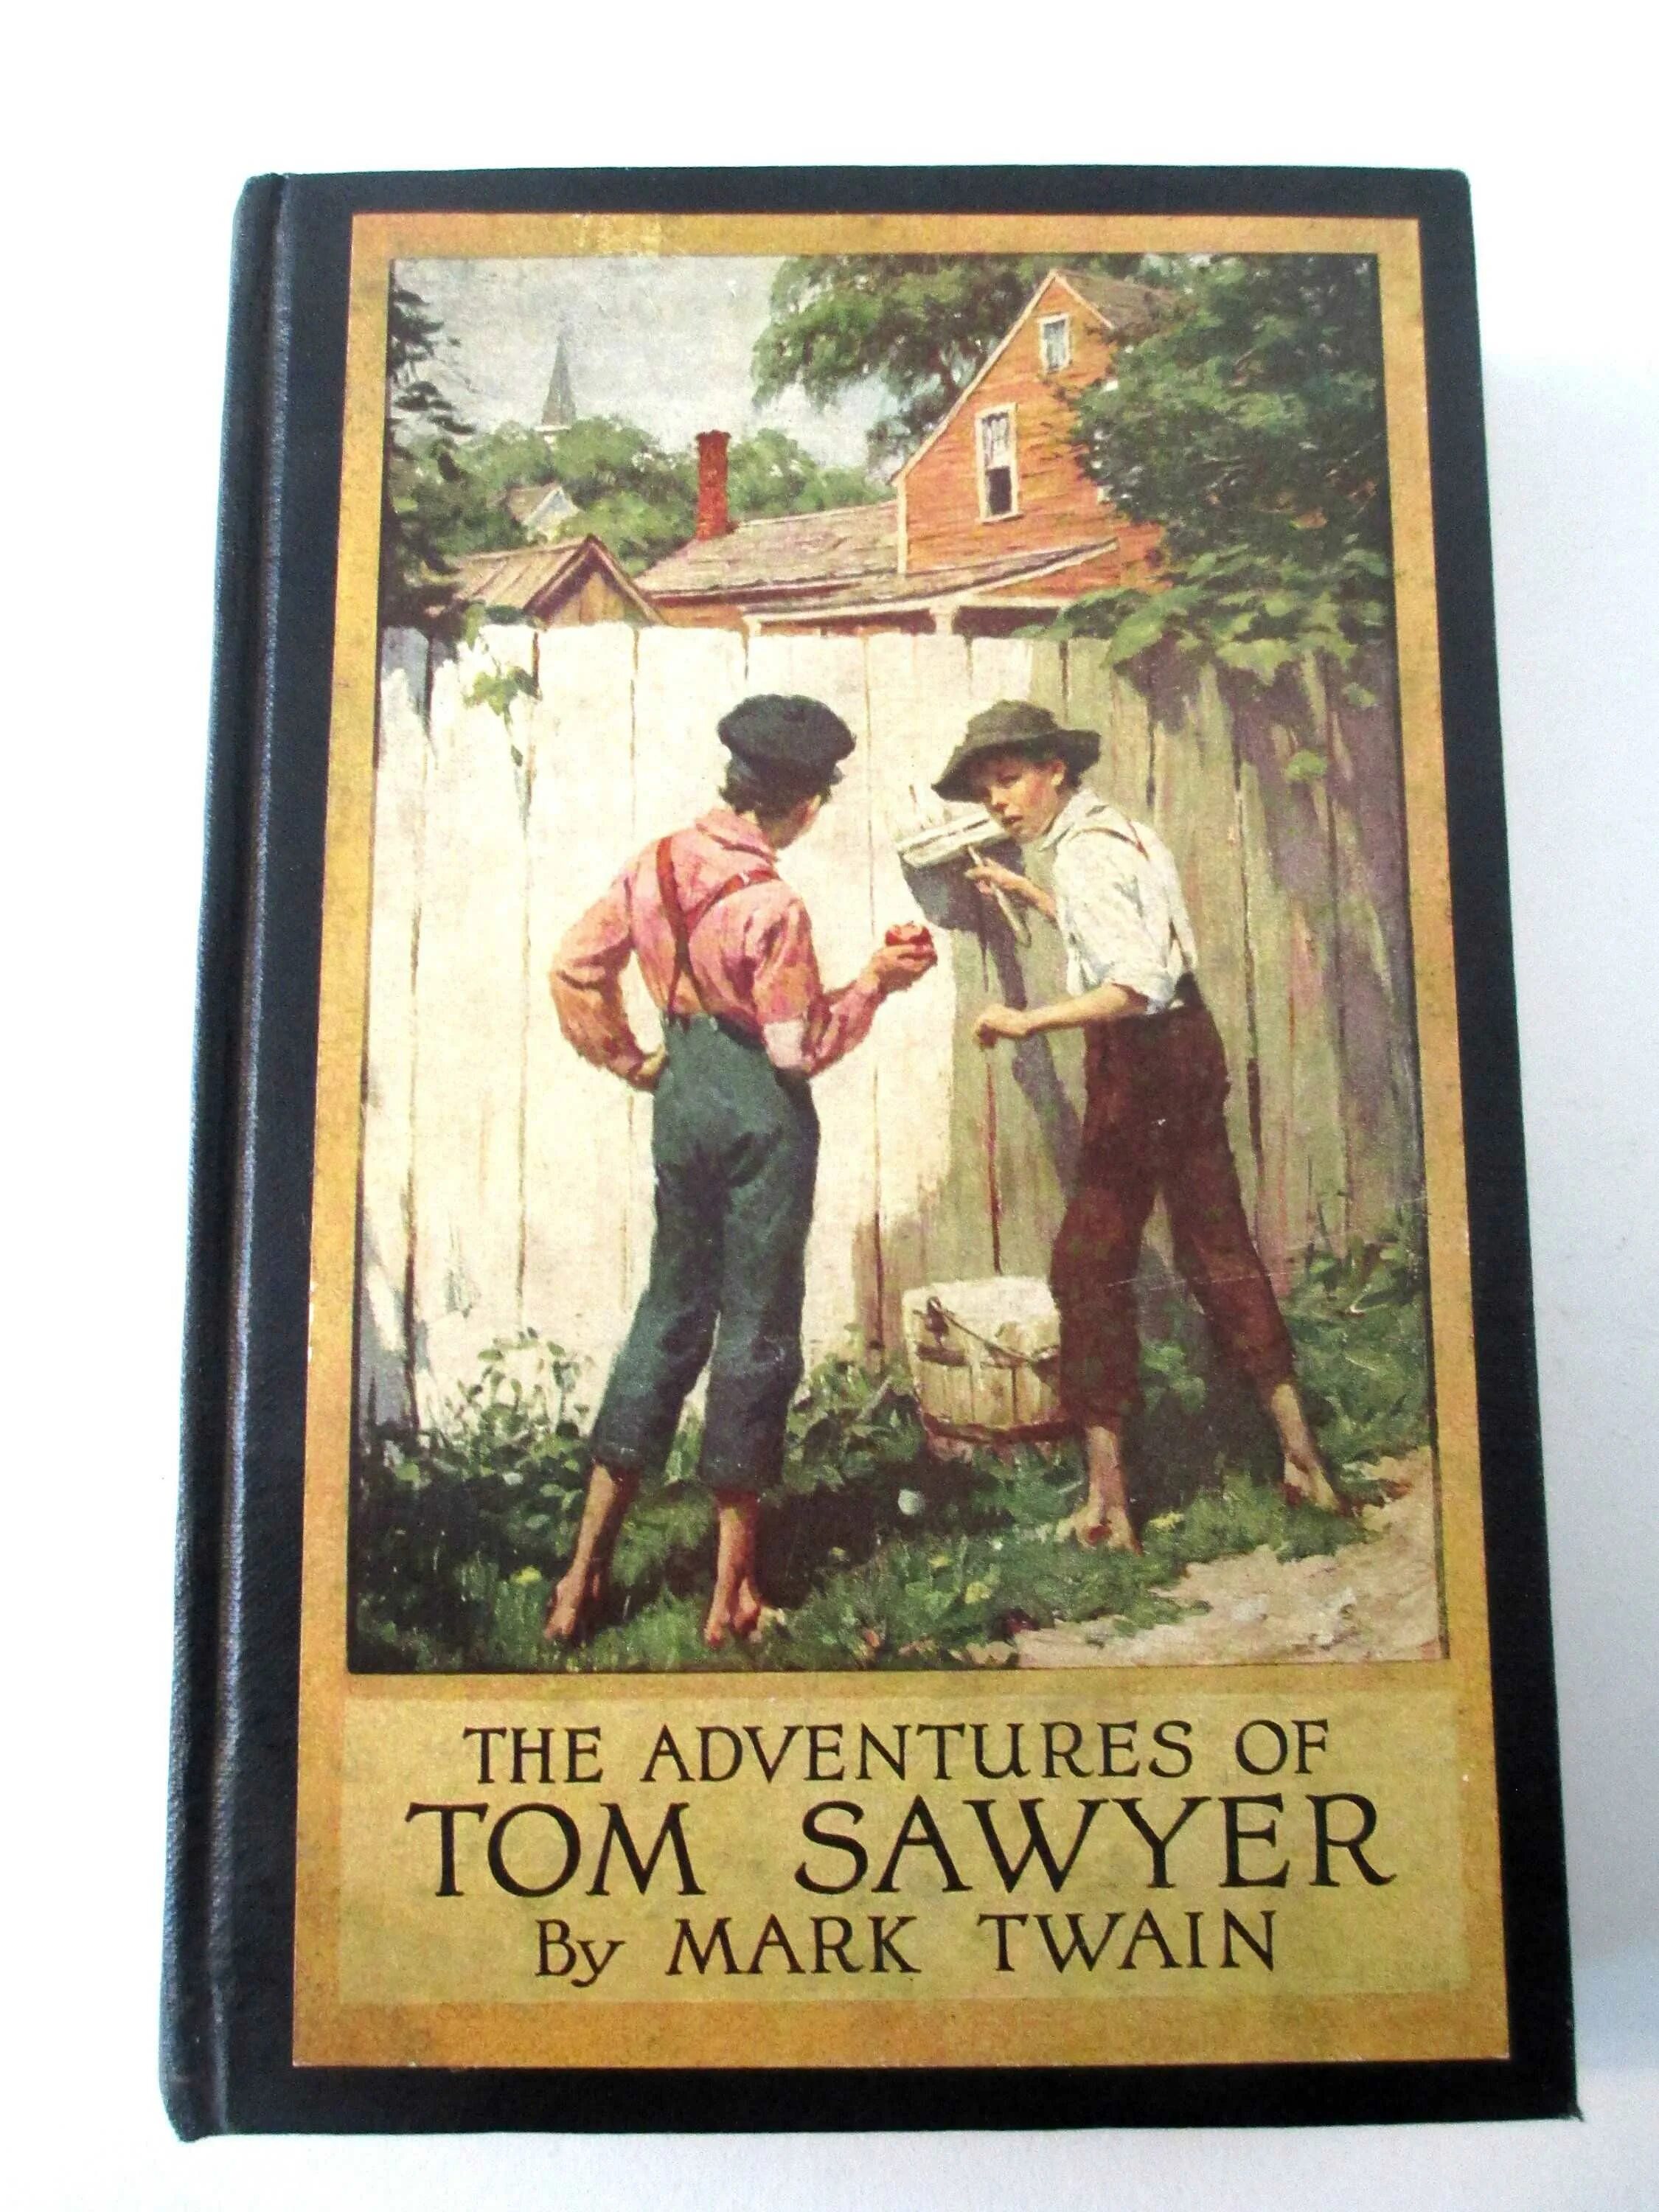 THE ADVENTURES OF
TOM SAWYER
By MARK TWAIN